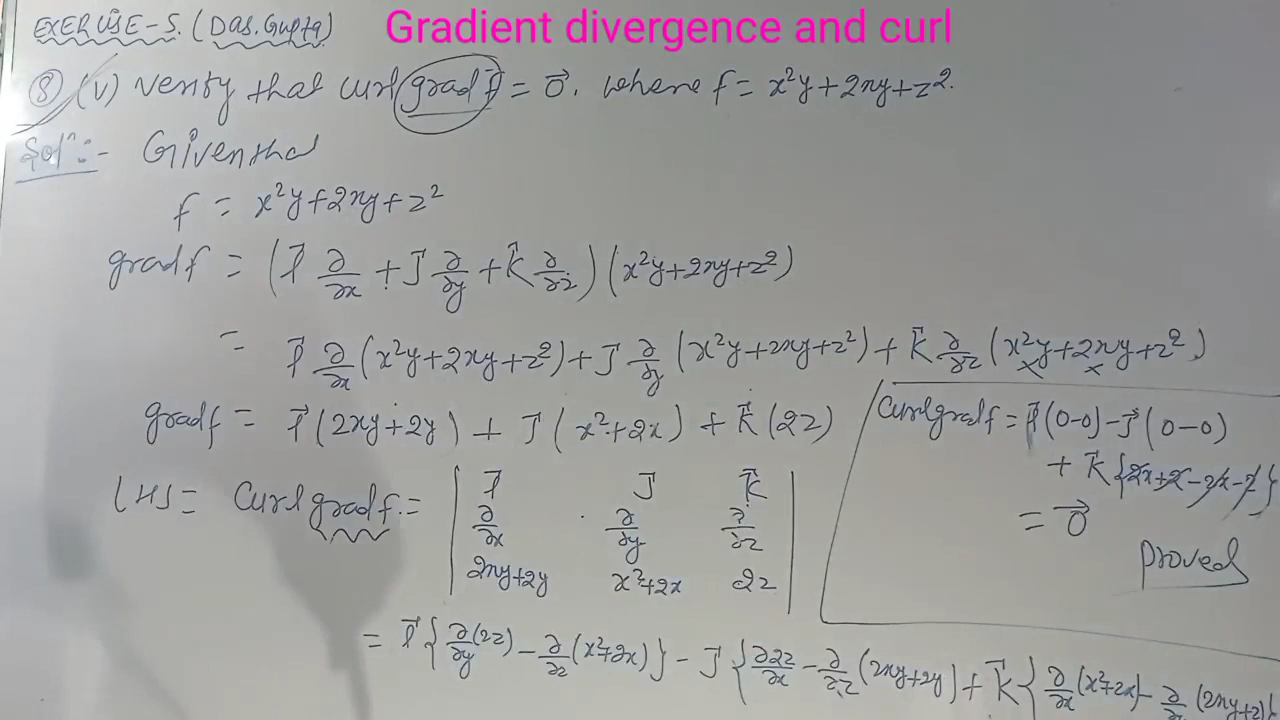 EXERCISE-5. (Das.Gupta)
Gradient divergence and curl
⑧ (v) Verify that curl grad f = 0⃗. where f = x²y+2xy+z².
Solⁿ:- Given that
f = x²y+2xy+z²
grad f = (i⃗ ∂/∂x + j⃗ ∂/∂y + k⃗ ∂/∂z) (x²y+2xy+z²)
= i⃗ ∂/∂x (x²y+2xy+z²) + j⃗ ∂/∂y (x²y+2xy+z²) + k⃗ ∂/∂z (x²y+2xy+z²)
grad f = i⃗ (2xy+2y) + j⃗ (x²+2x) + k⃗ (2z)
LHS = Curl grad f = | i⃗ j⃗ k⃗ |
| ∂/∂x ∂/∂y ∂/∂z |
| 2xy+2y x²+2x 2z |
= i⃗ {∂/∂y (2z) - ∂/∂z (x²+2x)} - j⃗ {∂2z/∂x - ∂/∂z (2xy+2y} + k⃗ {∂/∂x (x²+2x) - ∂/∂x (2xy+2)}
Curl grad f = i⃗ (0-0) - j⃗ (0-0)
+ k⃗ {2x+2-2x-2}
= 0⃗
Proved